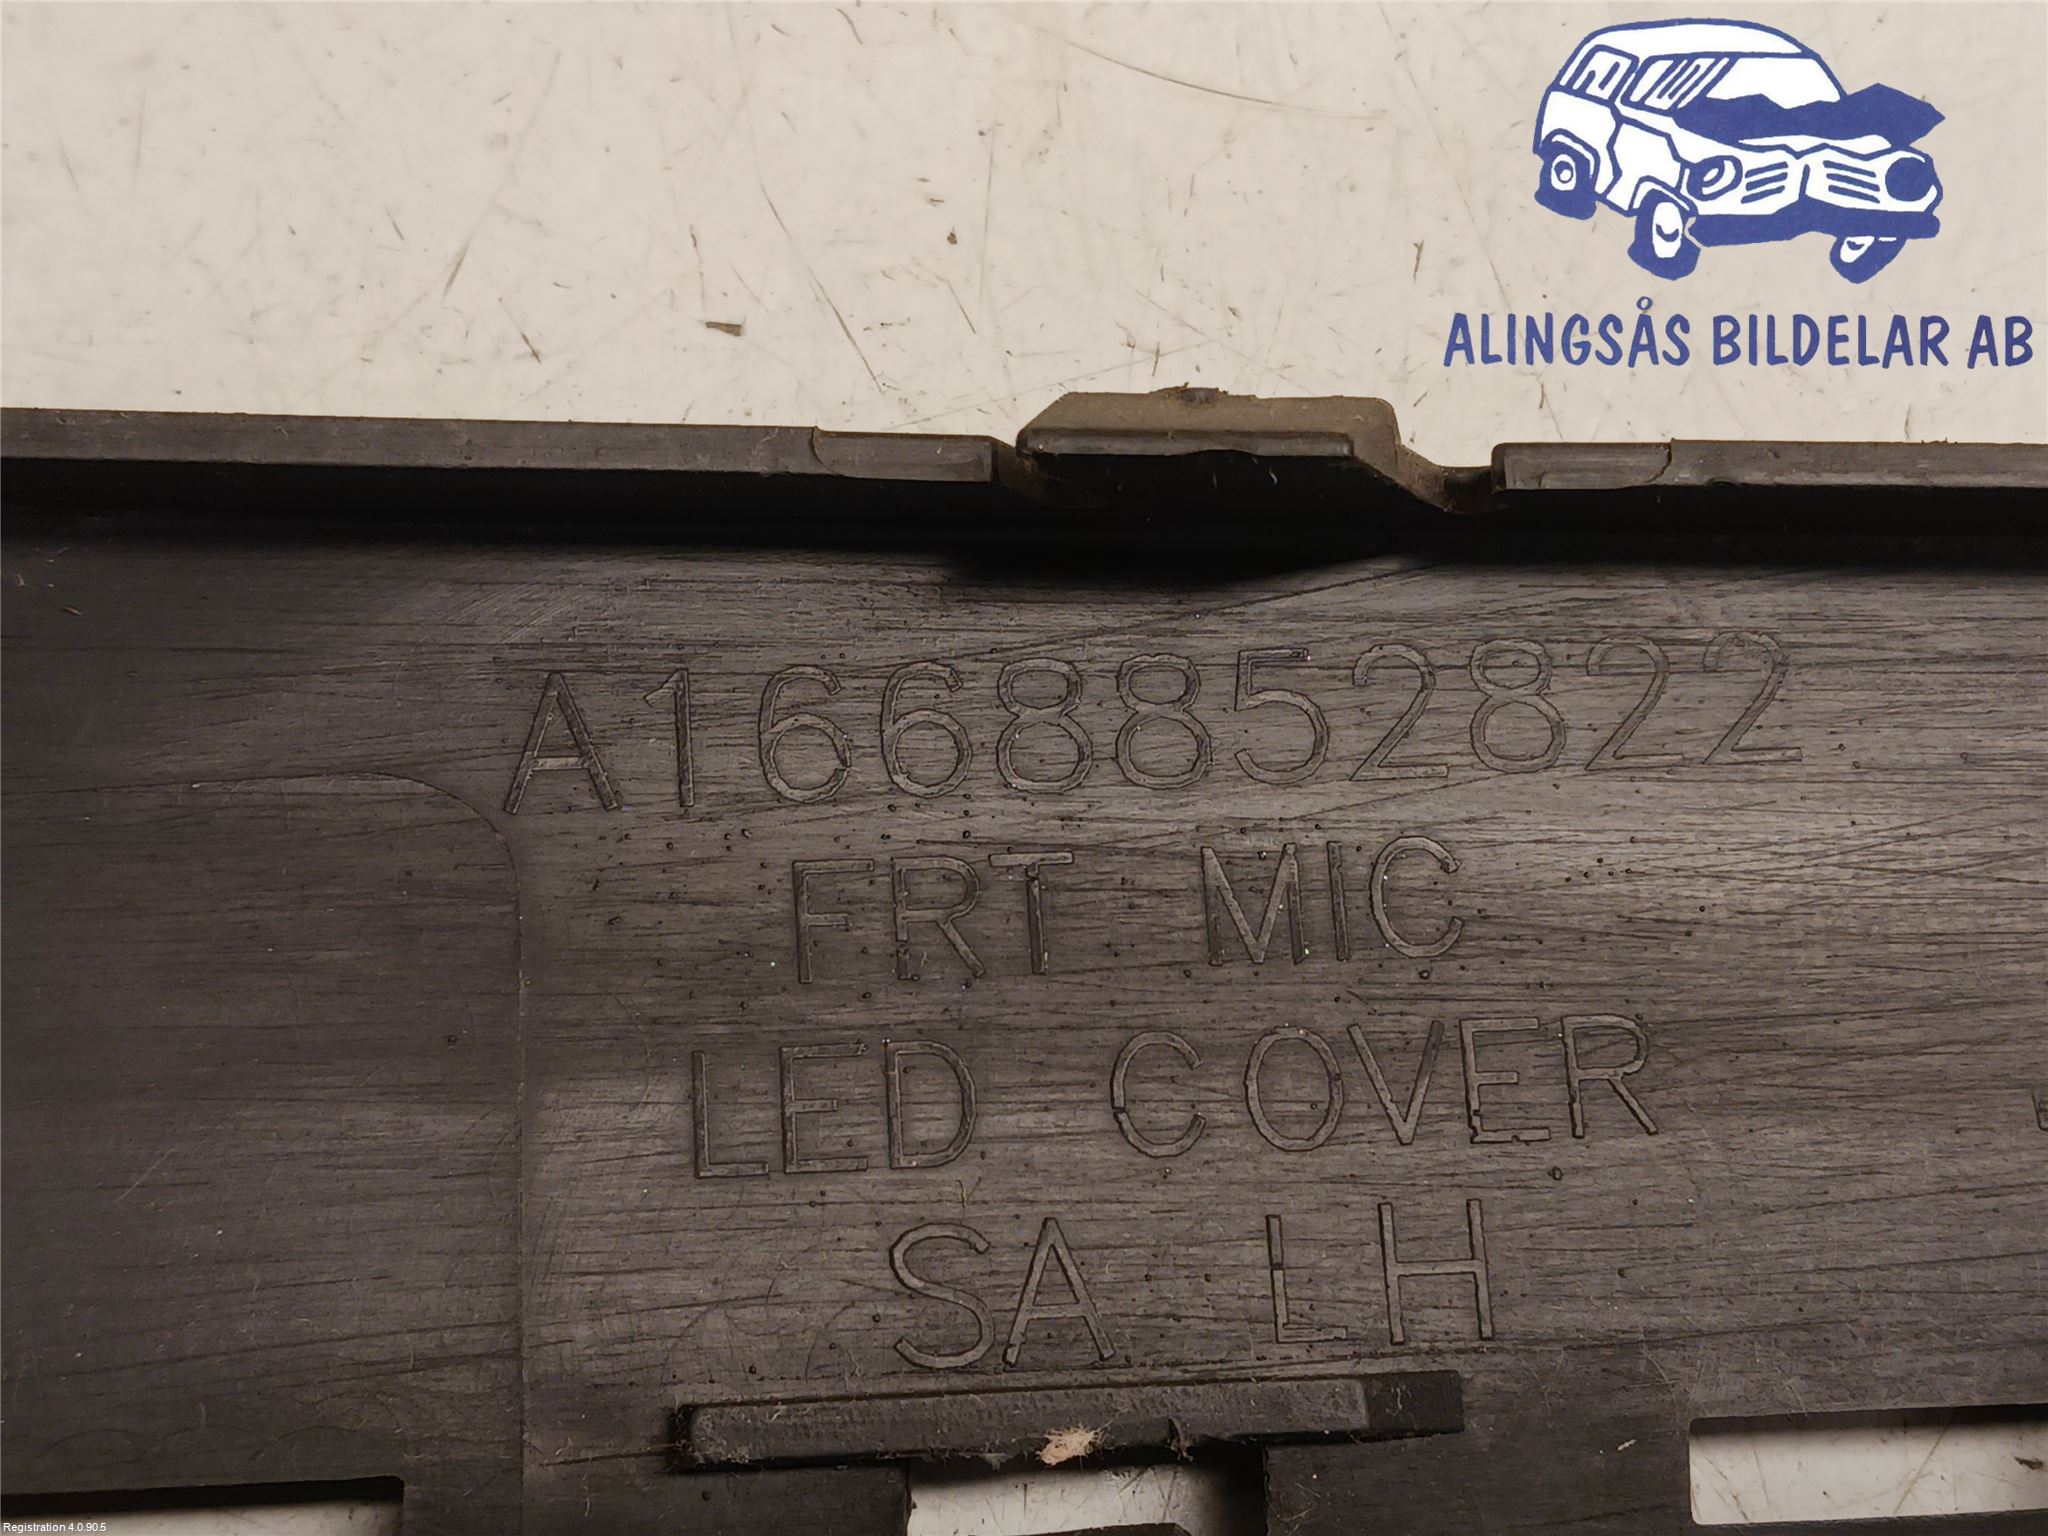 ALINGSÅS BILDELAR AB
A1668852822
FRT MIC
LED COVER
SA LH
Registration 4.0.90.5